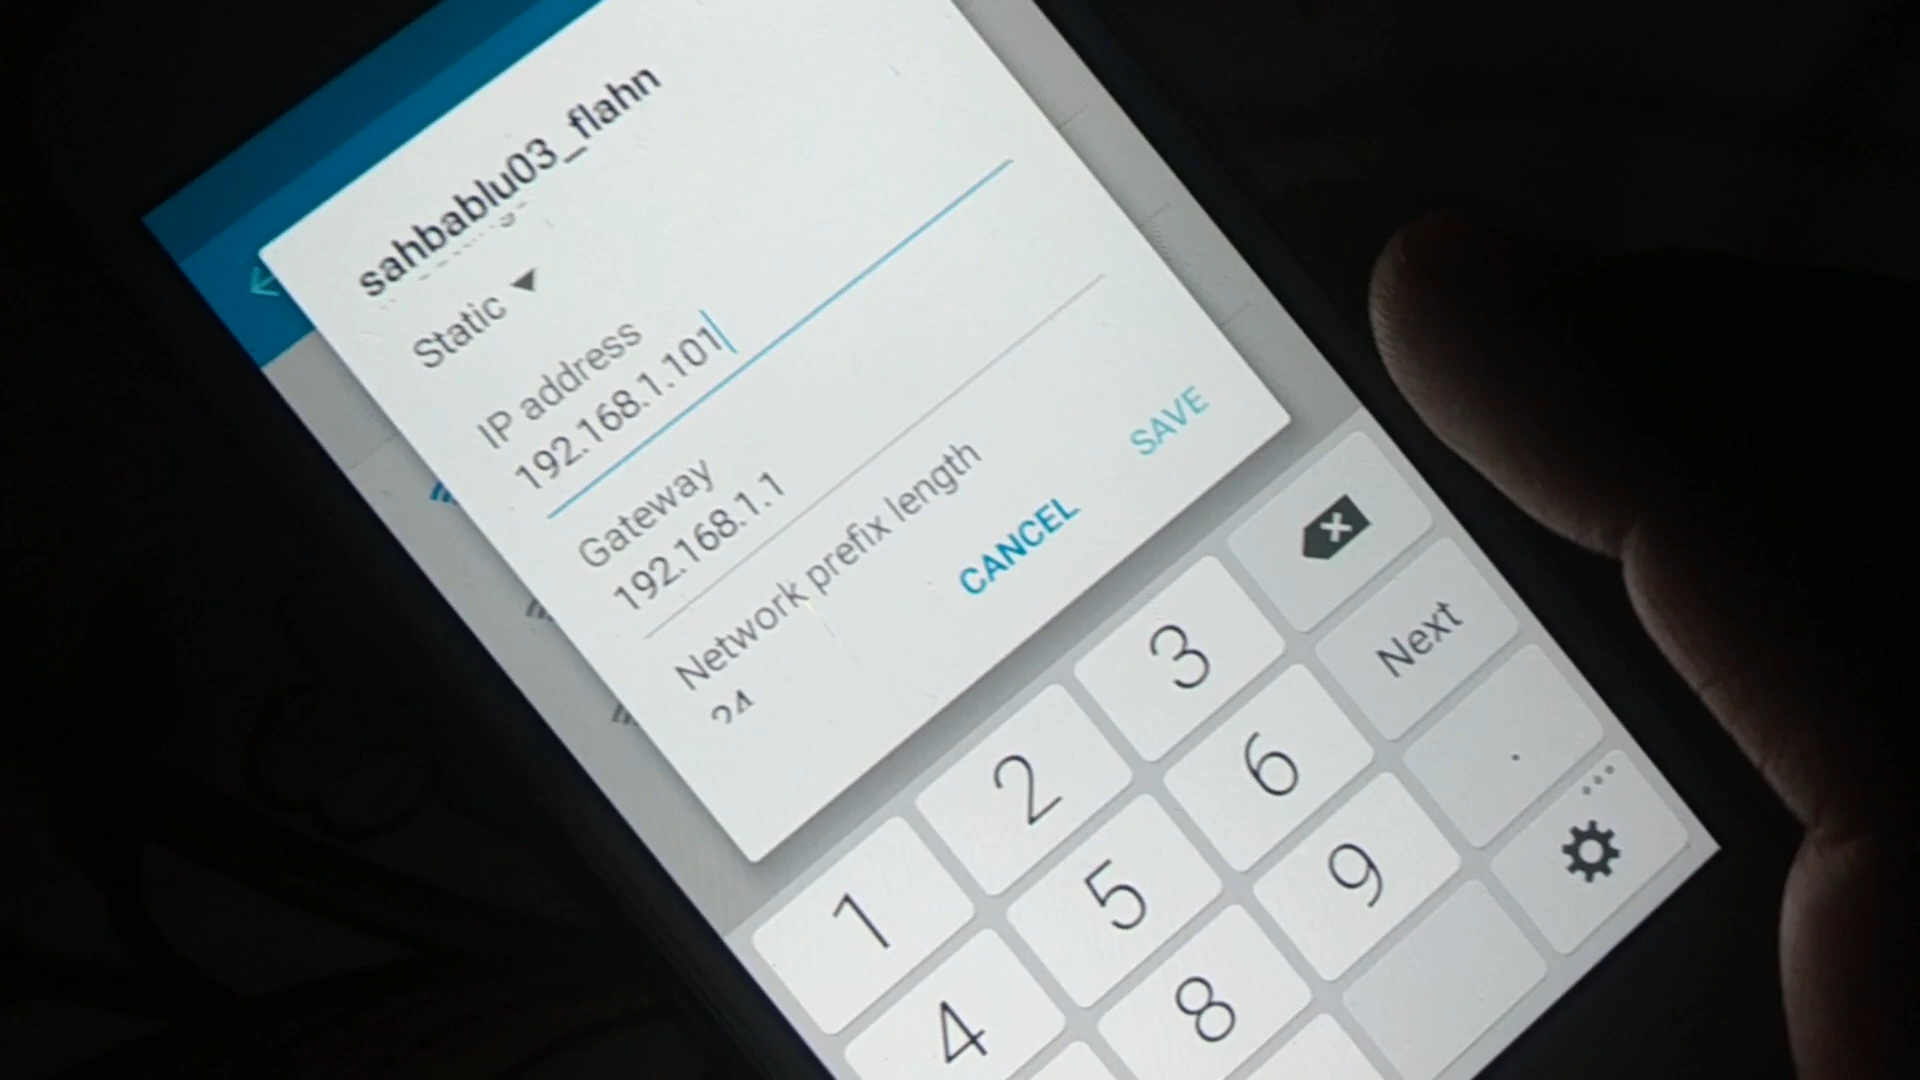 sahbablu03_flahn
Static
IP address
192.168.1.101
Gateway
192.168.1.1
Network prefix length
24
CANCEL SAVE
1 2 3
4 5 6 Next
8 9 .